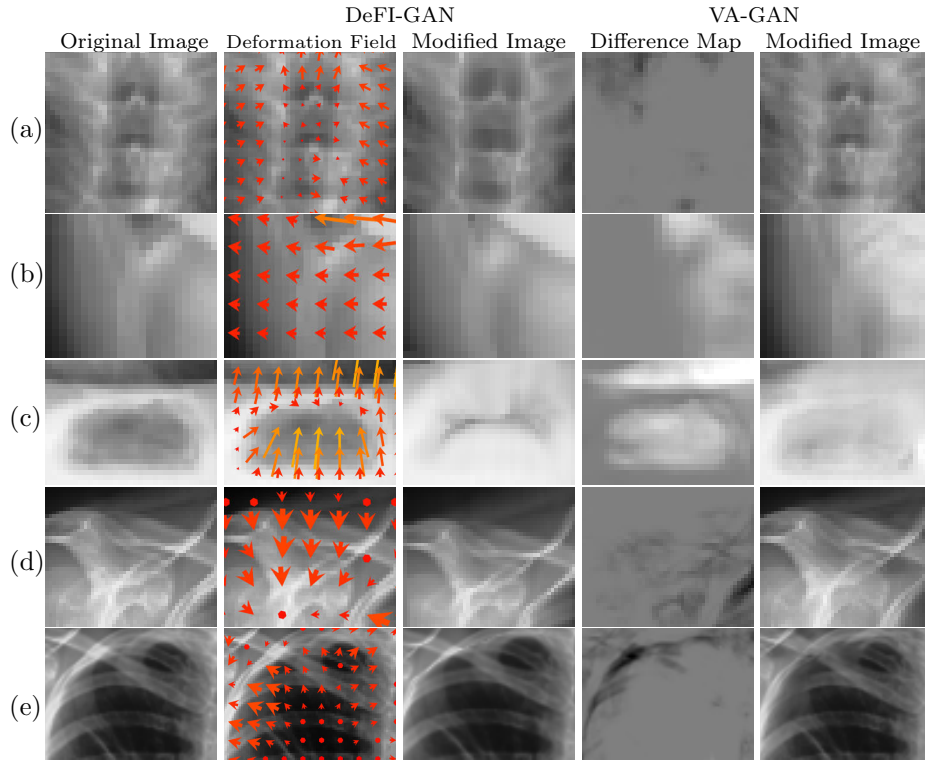 DeFI-GAN VA-GAN
Original Image Deformation Field Modified Image Difference Map Modified Image
(a)
(b)
(c)
(d)
(e)